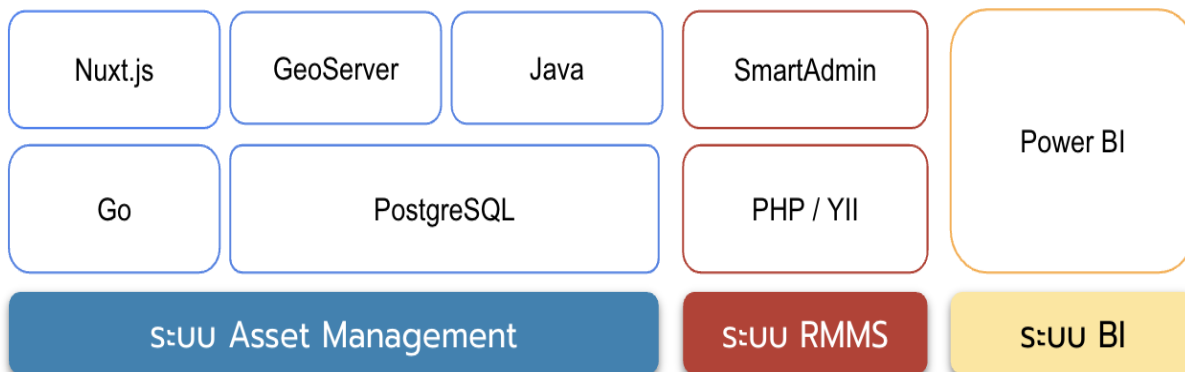 Nuxt.js
GeoServer
Java
SmartAdmin
Power BI
Go
PostgreSQL
PHP / YII
ระบบ Asset Management
ระบบ RMMS
ระบบ BI